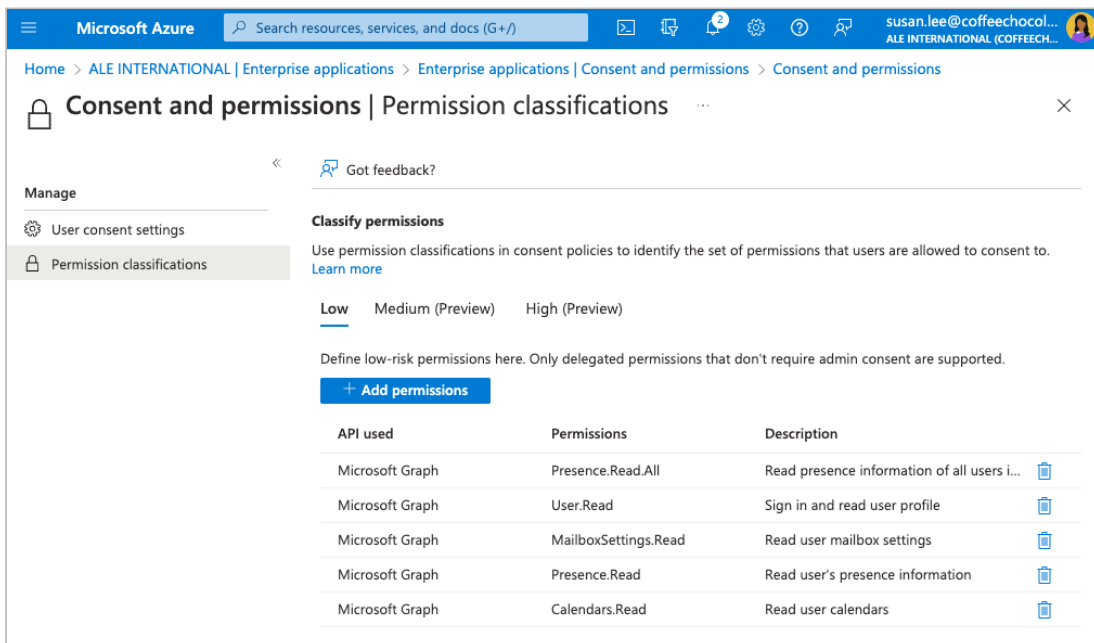 Microsoft Azure
Search resources, services, and docs (G+/)
2
susan.lee@coffeechocol...
ALE INTERNATIONAL (COFFEECH...
Home > ALE INTERNATIONAL | Enterprise applications > Enterprise applications | Consent and permissions > Consent and permissions
Consent and permissions | Permission classifications ...
Got feedback?
Manage
User consent settings
Permission classifications
Classify permissions
Use permission classifications in consent policies to identify the set of permissions that users are allowed to consent to.
Learn more
Low Medium (Preview) High (Preview)
Define low-risk permissions here. Only delegated permissions that don't require admin consent are supported.
+ Add permissions
API used Permissions Description
Microsoft Graph Presence.Read.All Read presence information of all users i...
Microsoft Graph User.Read Sign in and read user profile
Microsoft Graph MailboxSettings.Read Read user mailbox settings
Microsoft Graph Presence.Read Read user's presence information
Microsoft Graph Calendars.Read Read user calendars